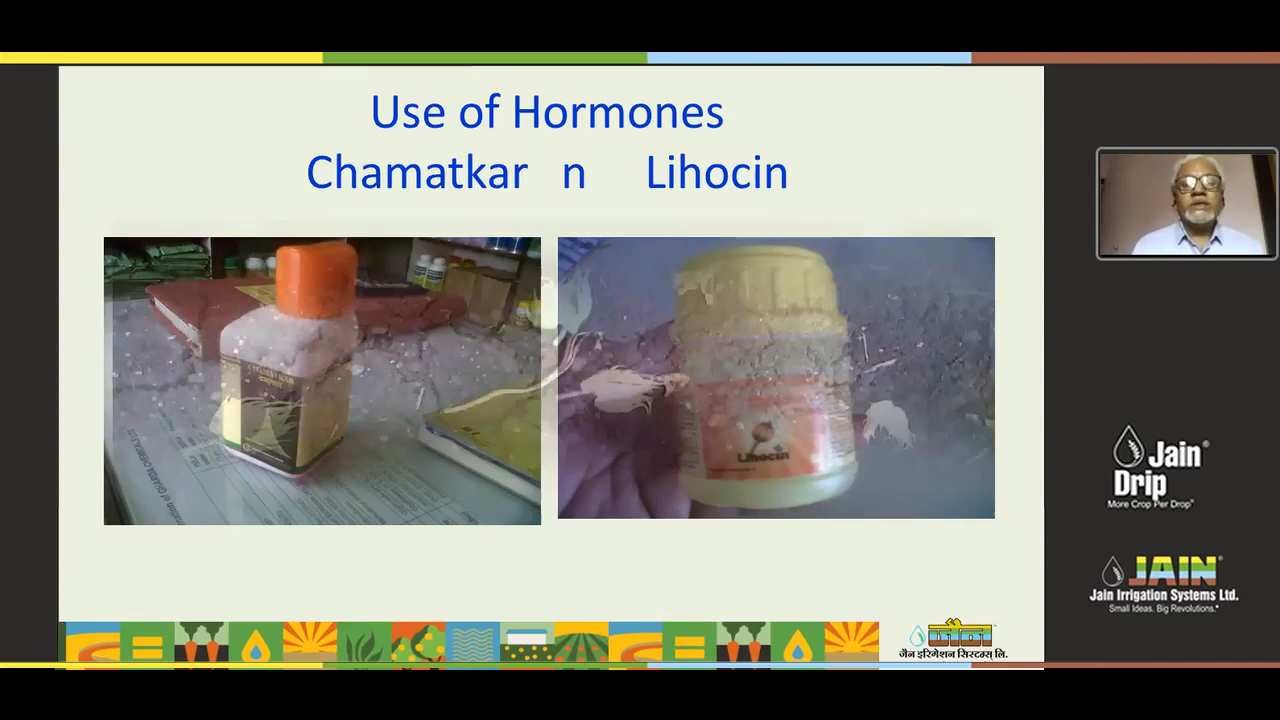 Use of Hormones
Chamatkar n Lihocin
Lihocin
Jain®
Drip
More Crop Per Drop®
JAIN®
Jain Irrigation Systems Ltd.
Small Ideas. Big Revolutions.®
जैन
जैन इरिगेशन सिस्टम्स लि.